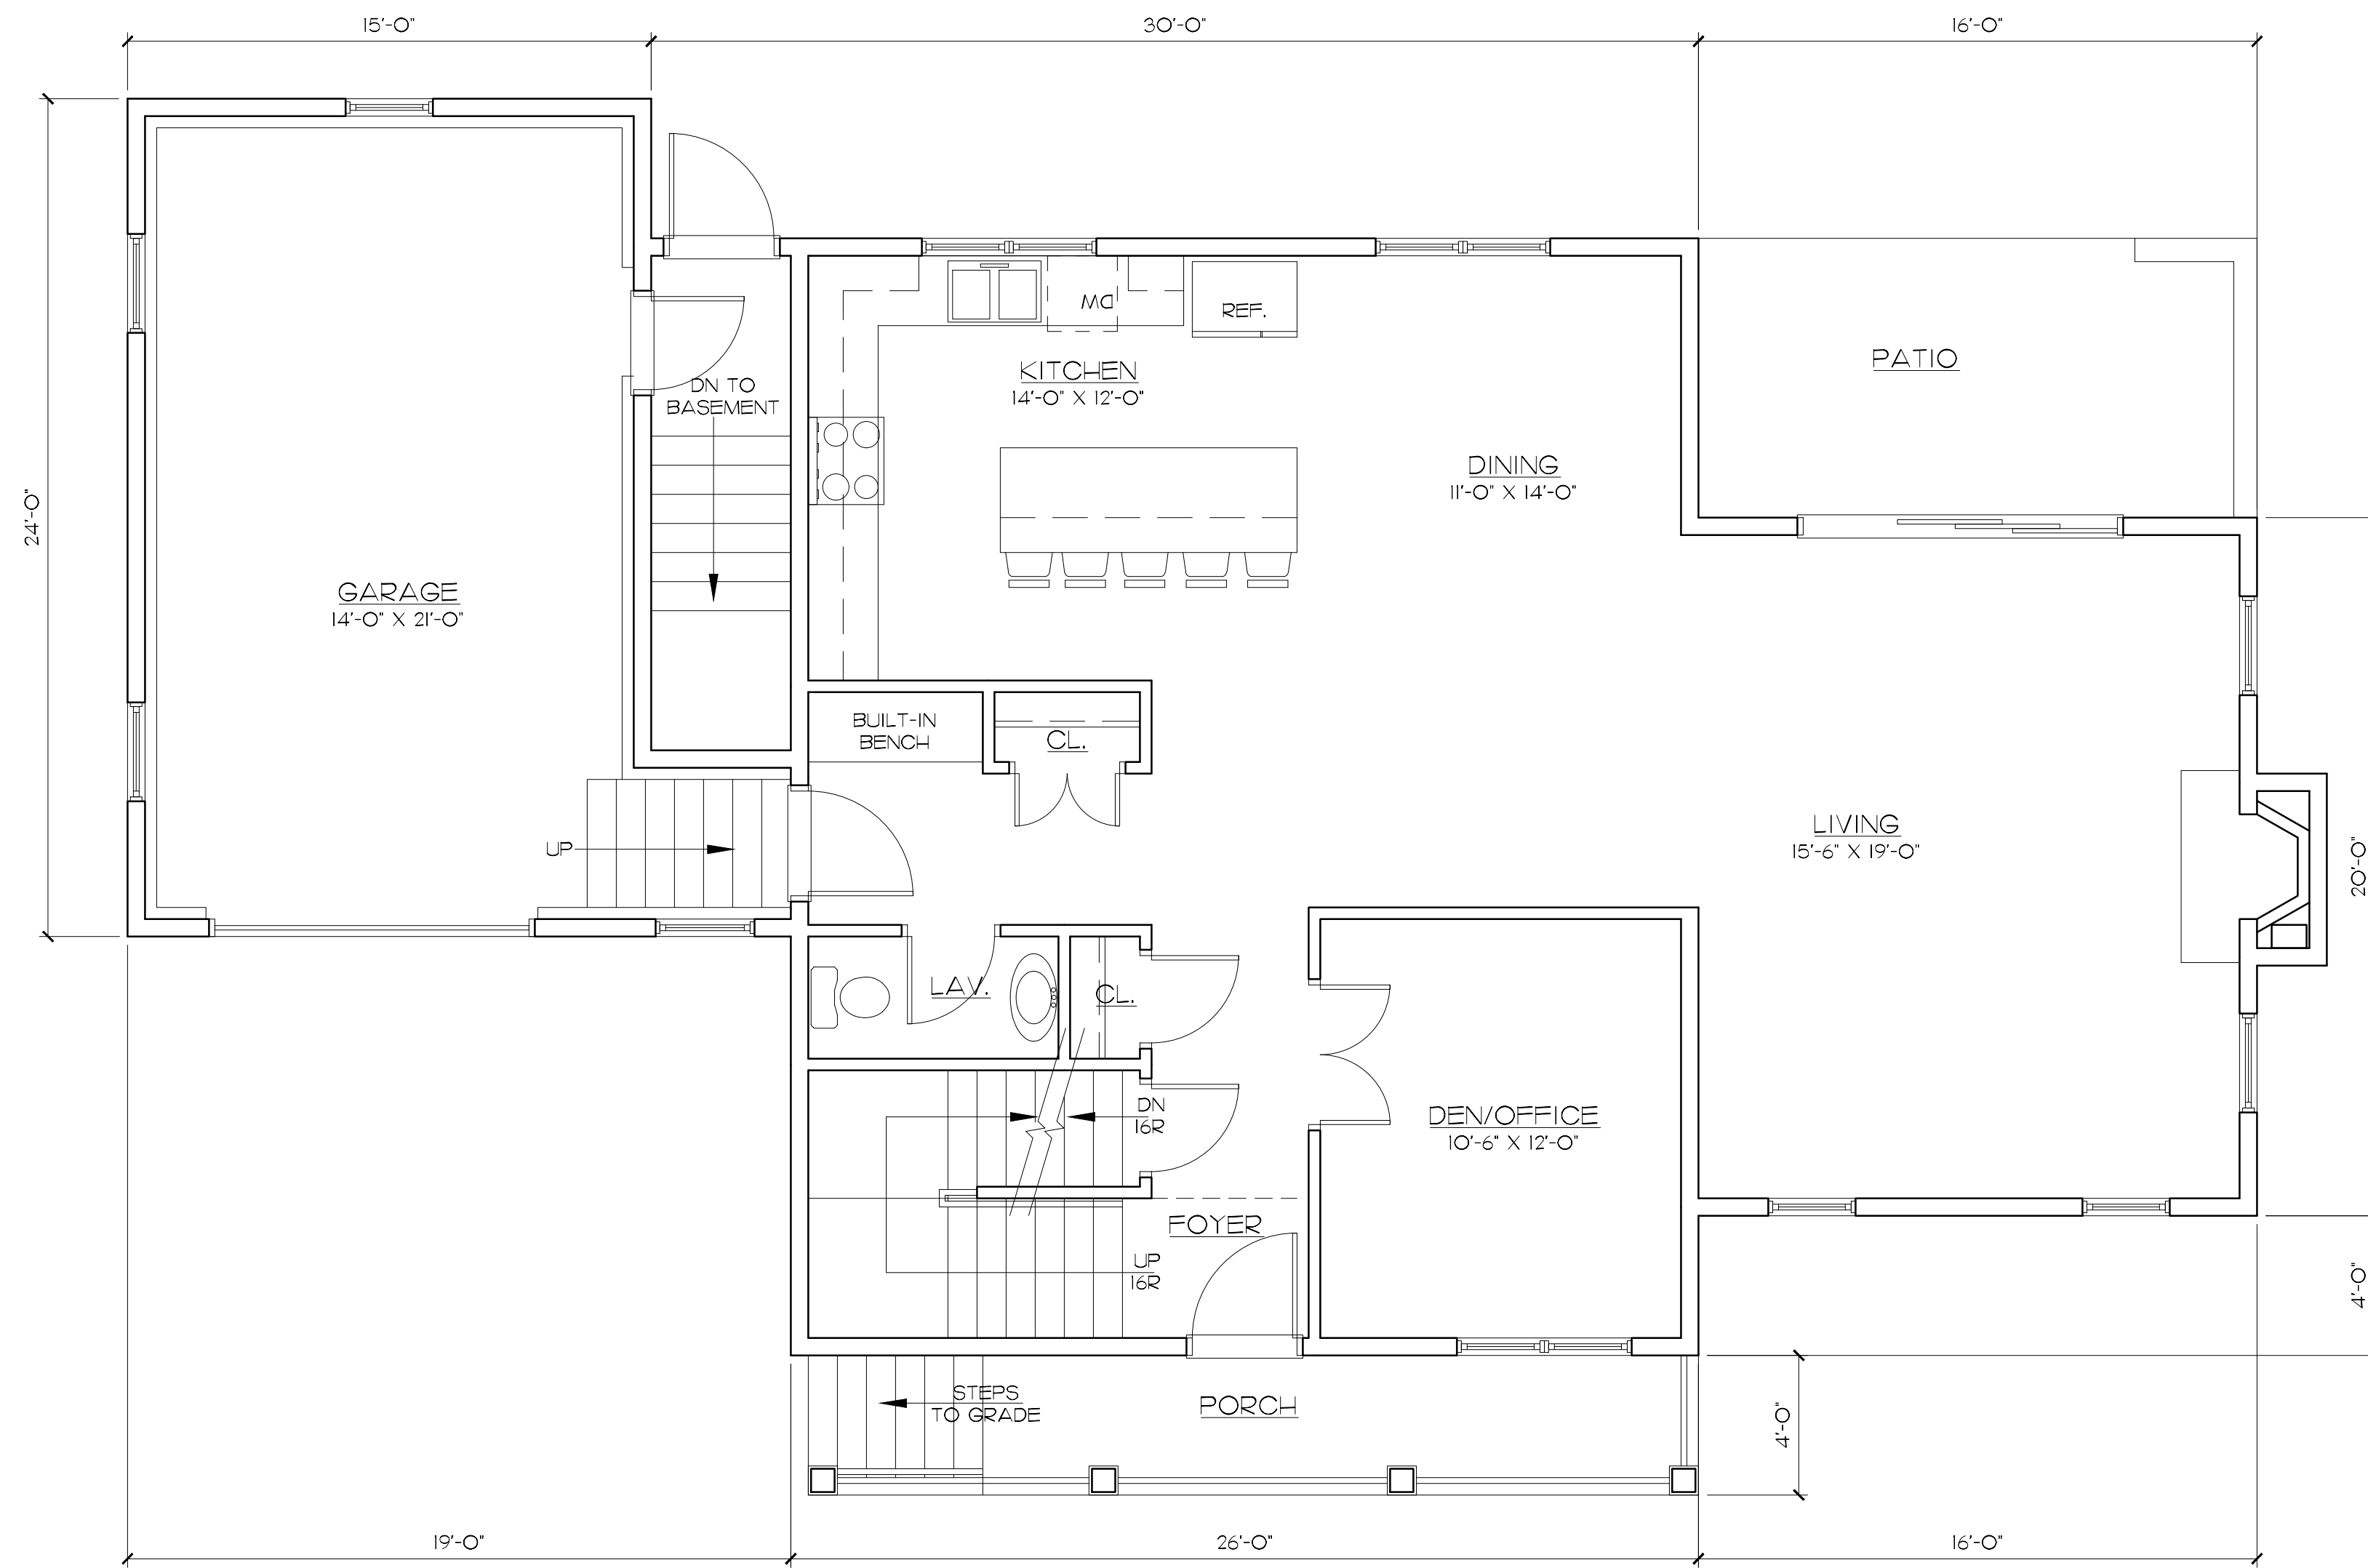 15'-0"
30'-0"
16'-0"
24'-0"
DW
REF.
KITCHEN
14'-0" X 12'-0"
PATIO
DN TO
BASEMENT
DINING
11'-0" X 14'-0"
GARAGE
14'-0" X 21'-0"
BUILT-IN
BENCH
CL.
UP
LIVING
15'-6" X 19'-0"
20'-0"
LAV.
CL.
DN
16R
DEN/OFFICE
10'-6" X 12'-0"
FOYER
UP
16R
4'-0"
STEPS
TO GRADE
PORCH
4'-0"
19'-0"
26'-0"
16'-0"